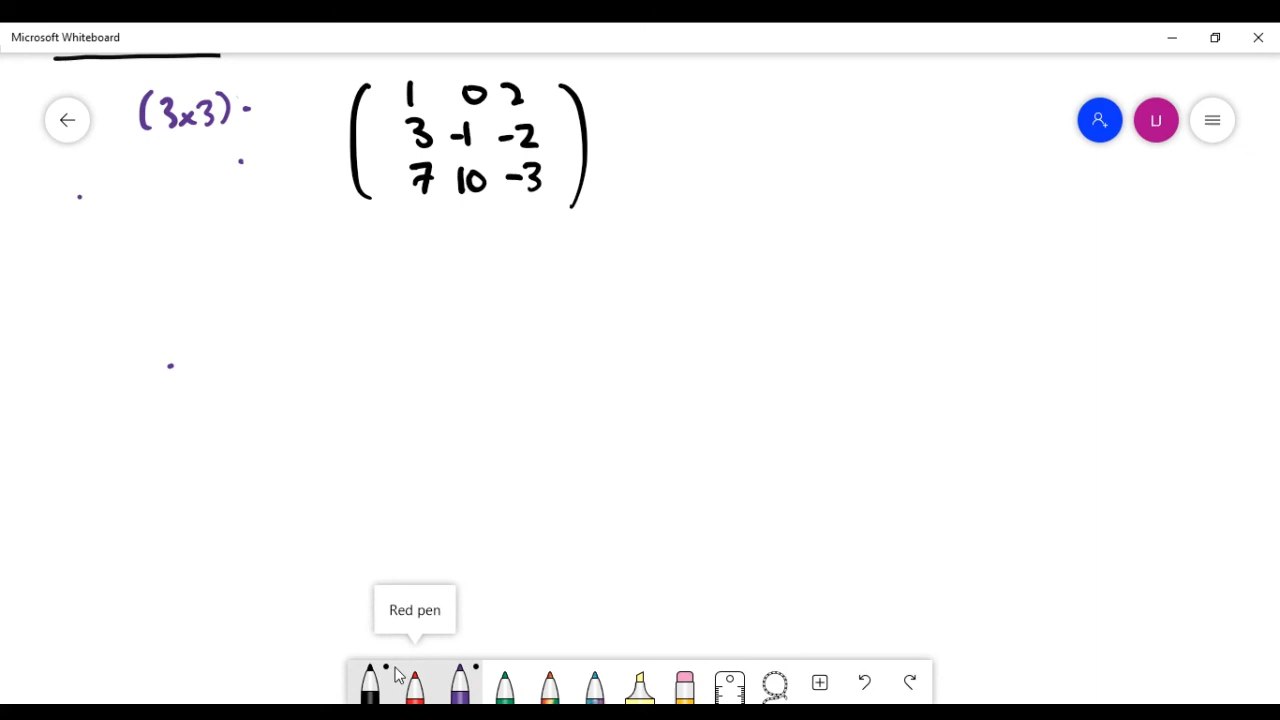 Microsoft Whiteboard
(3x3)
1 0 2
3 -1 -2
7 10 -3
U
Red pen